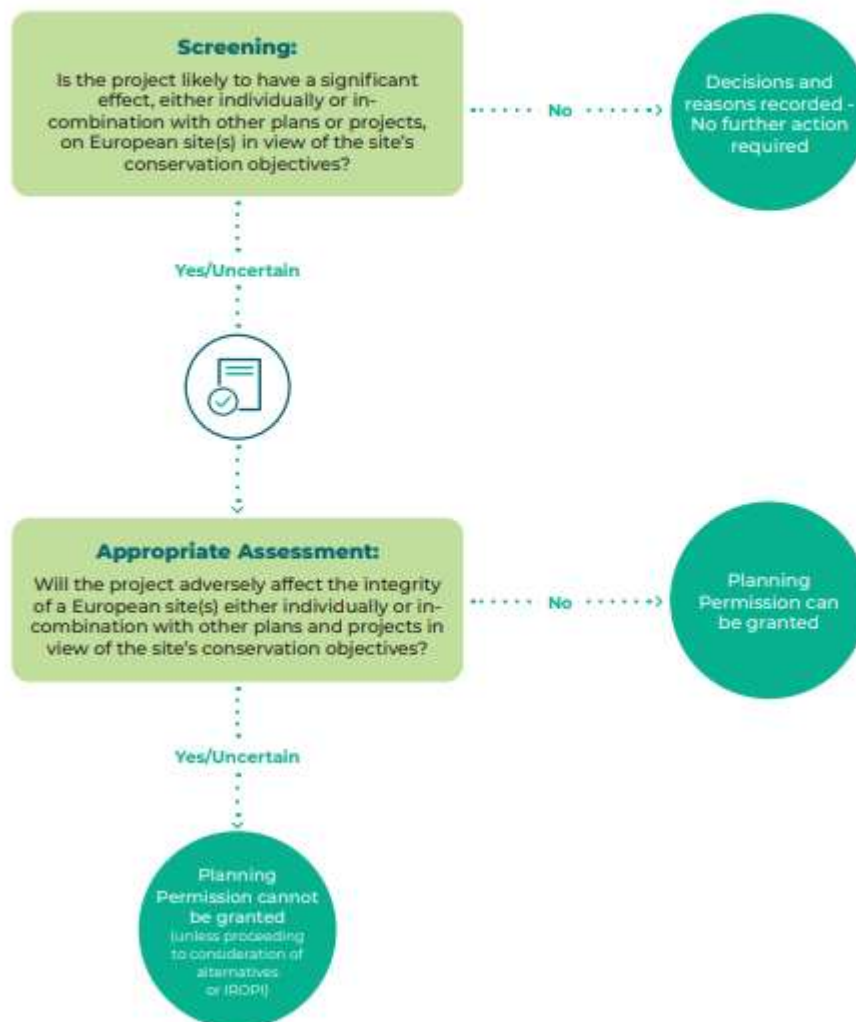 Screening:
Is the project likely to have a significant
effect, either individually or in-
combination with other plans or projects,
on European site(s) in view of the site's
conservation objectives?
No
Decisions and
reasons recorded -
No further action
required
Yes/Uncertain
Appropriate Assessment:
Will the project adversely affect the integrity
of a European site(s) either individually or in-
combination with other plans and projects in
view of the site's conservation objectives?
No
Planning
Permission can
be granted
Yes/Uncertain
Planning
Permission cannot
be granted
(unless proceeding
to consideration of
alternatives
or IROPI)